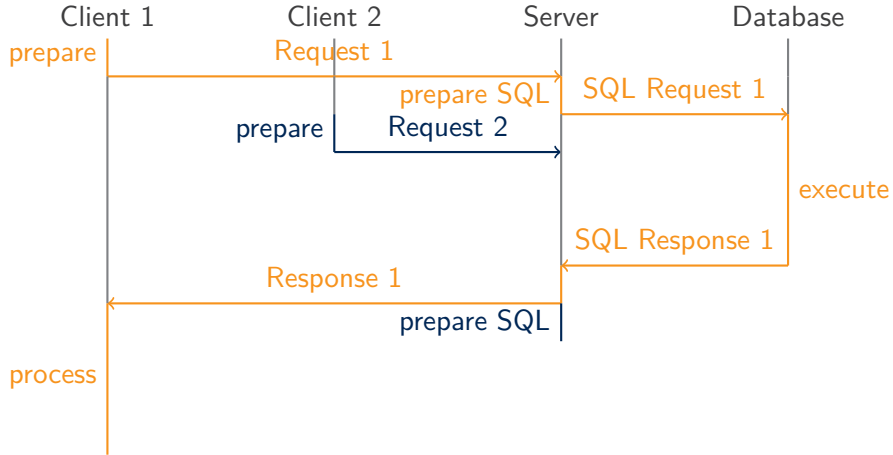 Client 1
Client 2
Server
Database
prepare
Request 1
prepare SQL
SQL Request 1
prepare
Request 2
execute
SQL Response 1
Response 1
prepare SQL
process